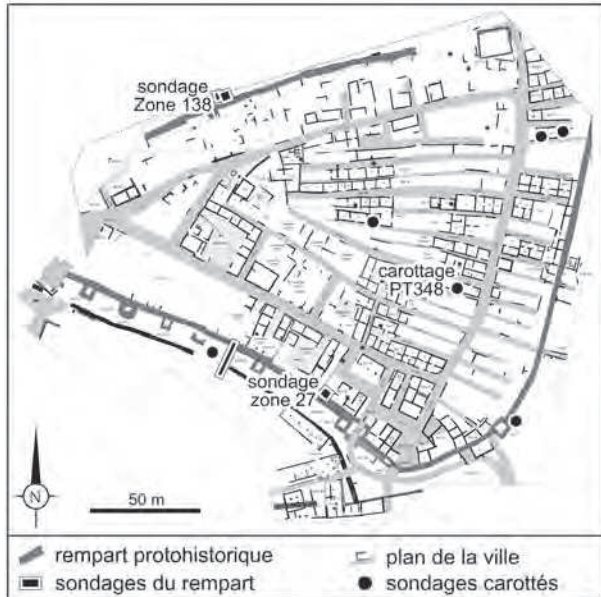 sondage
Zone 138
carottage
PT348
sondage
zone 27
N
50 m
rempart protohistorique
plan de la ville
sondages du rempart
sondages carottés